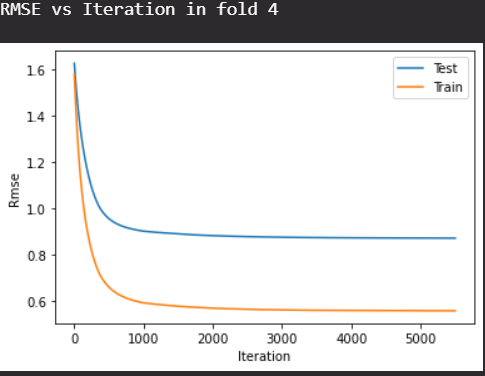 RMSE vs Iteration in fold 4
Test
Train
1.6
1.4
1.2
1.0
0.8
0.6
Rmse
0 1000 2000 3000 4000 5000
Iteration